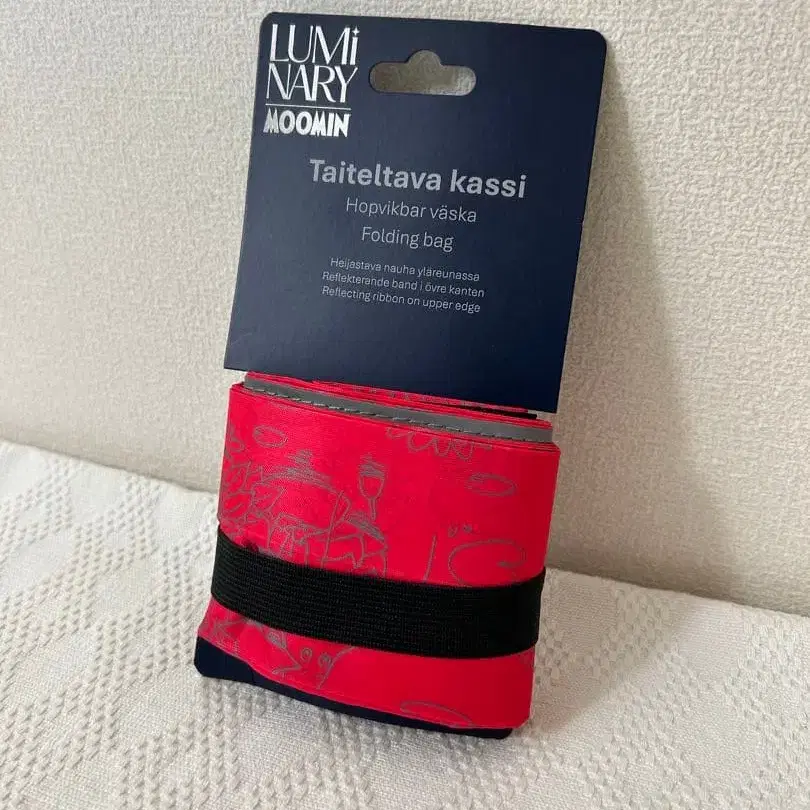 LUMi
NARY
MOOMIN
Taiteltava kassi
Hopvikbar väska
Folding bag
Heijastava nauha yläreunassa
Reflekterande band i övre kanten
Reflecting ribbon on upper edge